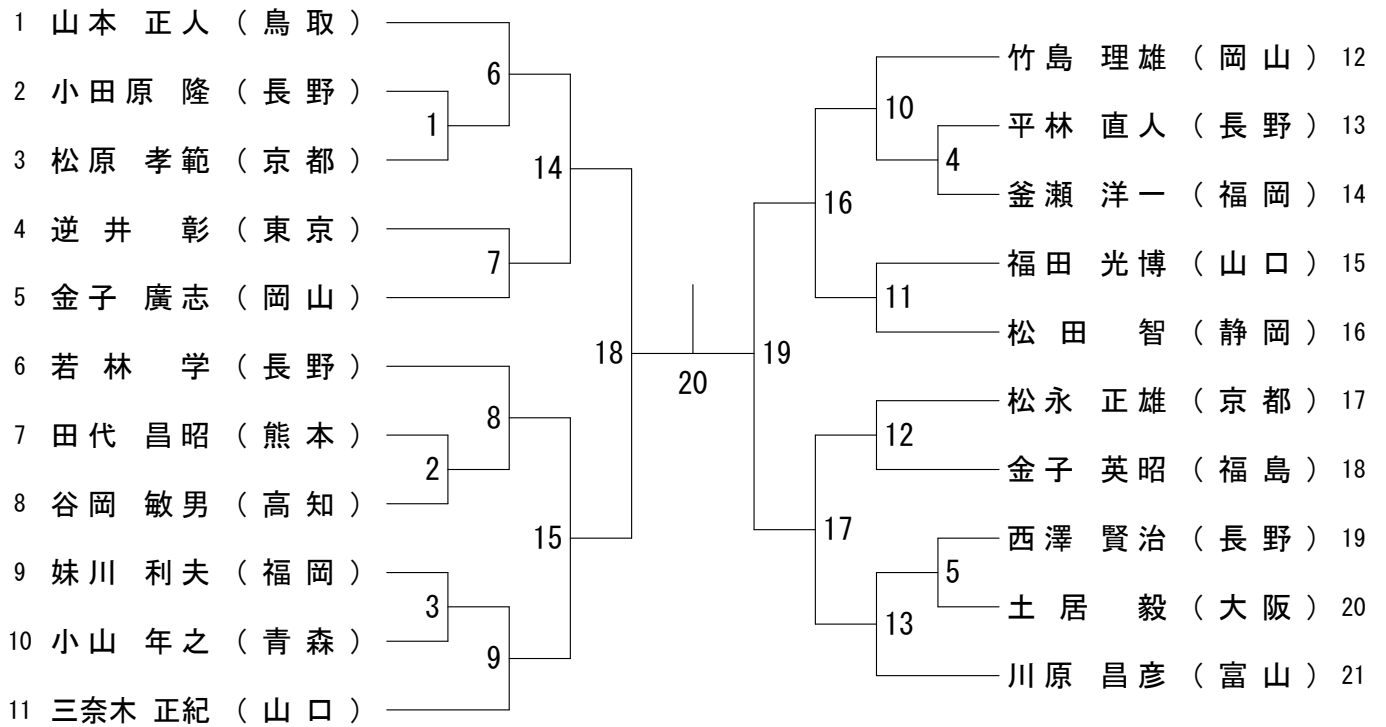 1 山本 正人 （ 鳥取 ）
2 小田原 隆 （ 長野 ）
3 松原 孝範 （ 京都 ）
4 逆井 彰 （ 東京 ）
5 金子 廣志 （ 岡山 ）
6 若林 学 （ 長野 ）
7 田代 昌昭 （ 熊本 ）
8 谷岡 敏男 （ 高知 ）
9 妹川 利夫 （ 福岡 ）
10 小山 年之 （ 青森 ）
11 三奈木 正紀 （ 山口 ）
6
1
14
7
18
8
2
15
3
9
20
19
10
4
16
11
12
17
5
13
竹島 理雄 （ 岡山 ） 12
平林 直人 （ 長野 ） 13
釜瀬 洋一 （ 福岡 ） 14
福田 光博 （ 山口 ） 15
松田 智 （ 静岡 ） 16
松永 正雄 （ 京都 ） 17
金子 英昭 （ 福島 ） 18
西澤 賢治 （ 長野 ） 19
土居 毅 （ 大阪 ） 20
川原 昌彦 （ 富山 ） 21